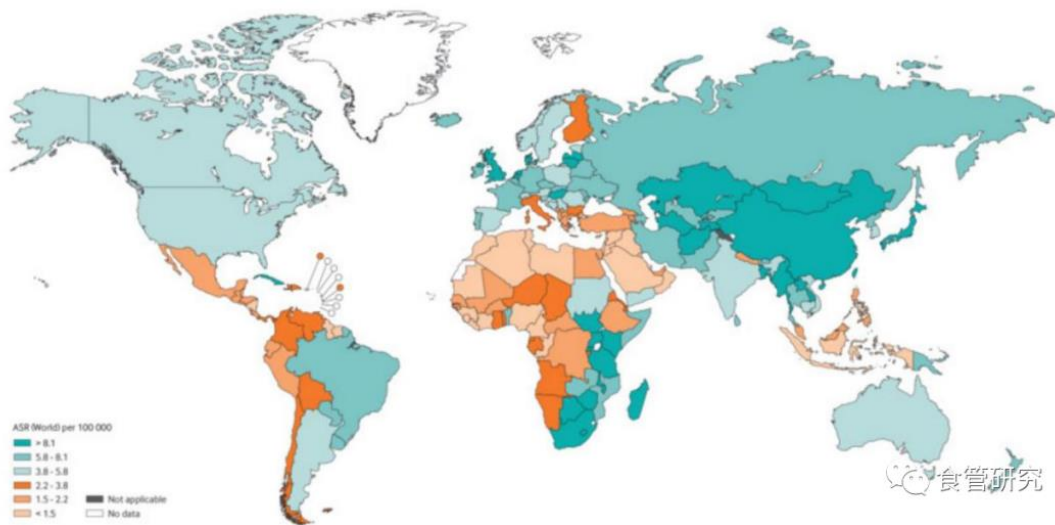 ASR (World) per 100 000
> 8.1
5.8 - 8.1
3.8 - 5.8
2.2 - 3.8
1.5 - 2.2
< 1.5
Not applicable
No data
食管研究